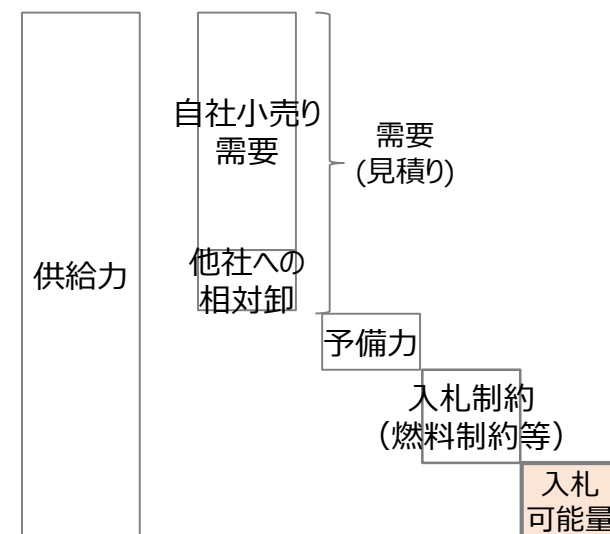 供給力
自社小売り
需要
他社への
相対卸
需要
(見積り)
予備力
入札制約
（燃料制約等）
入札
可能量